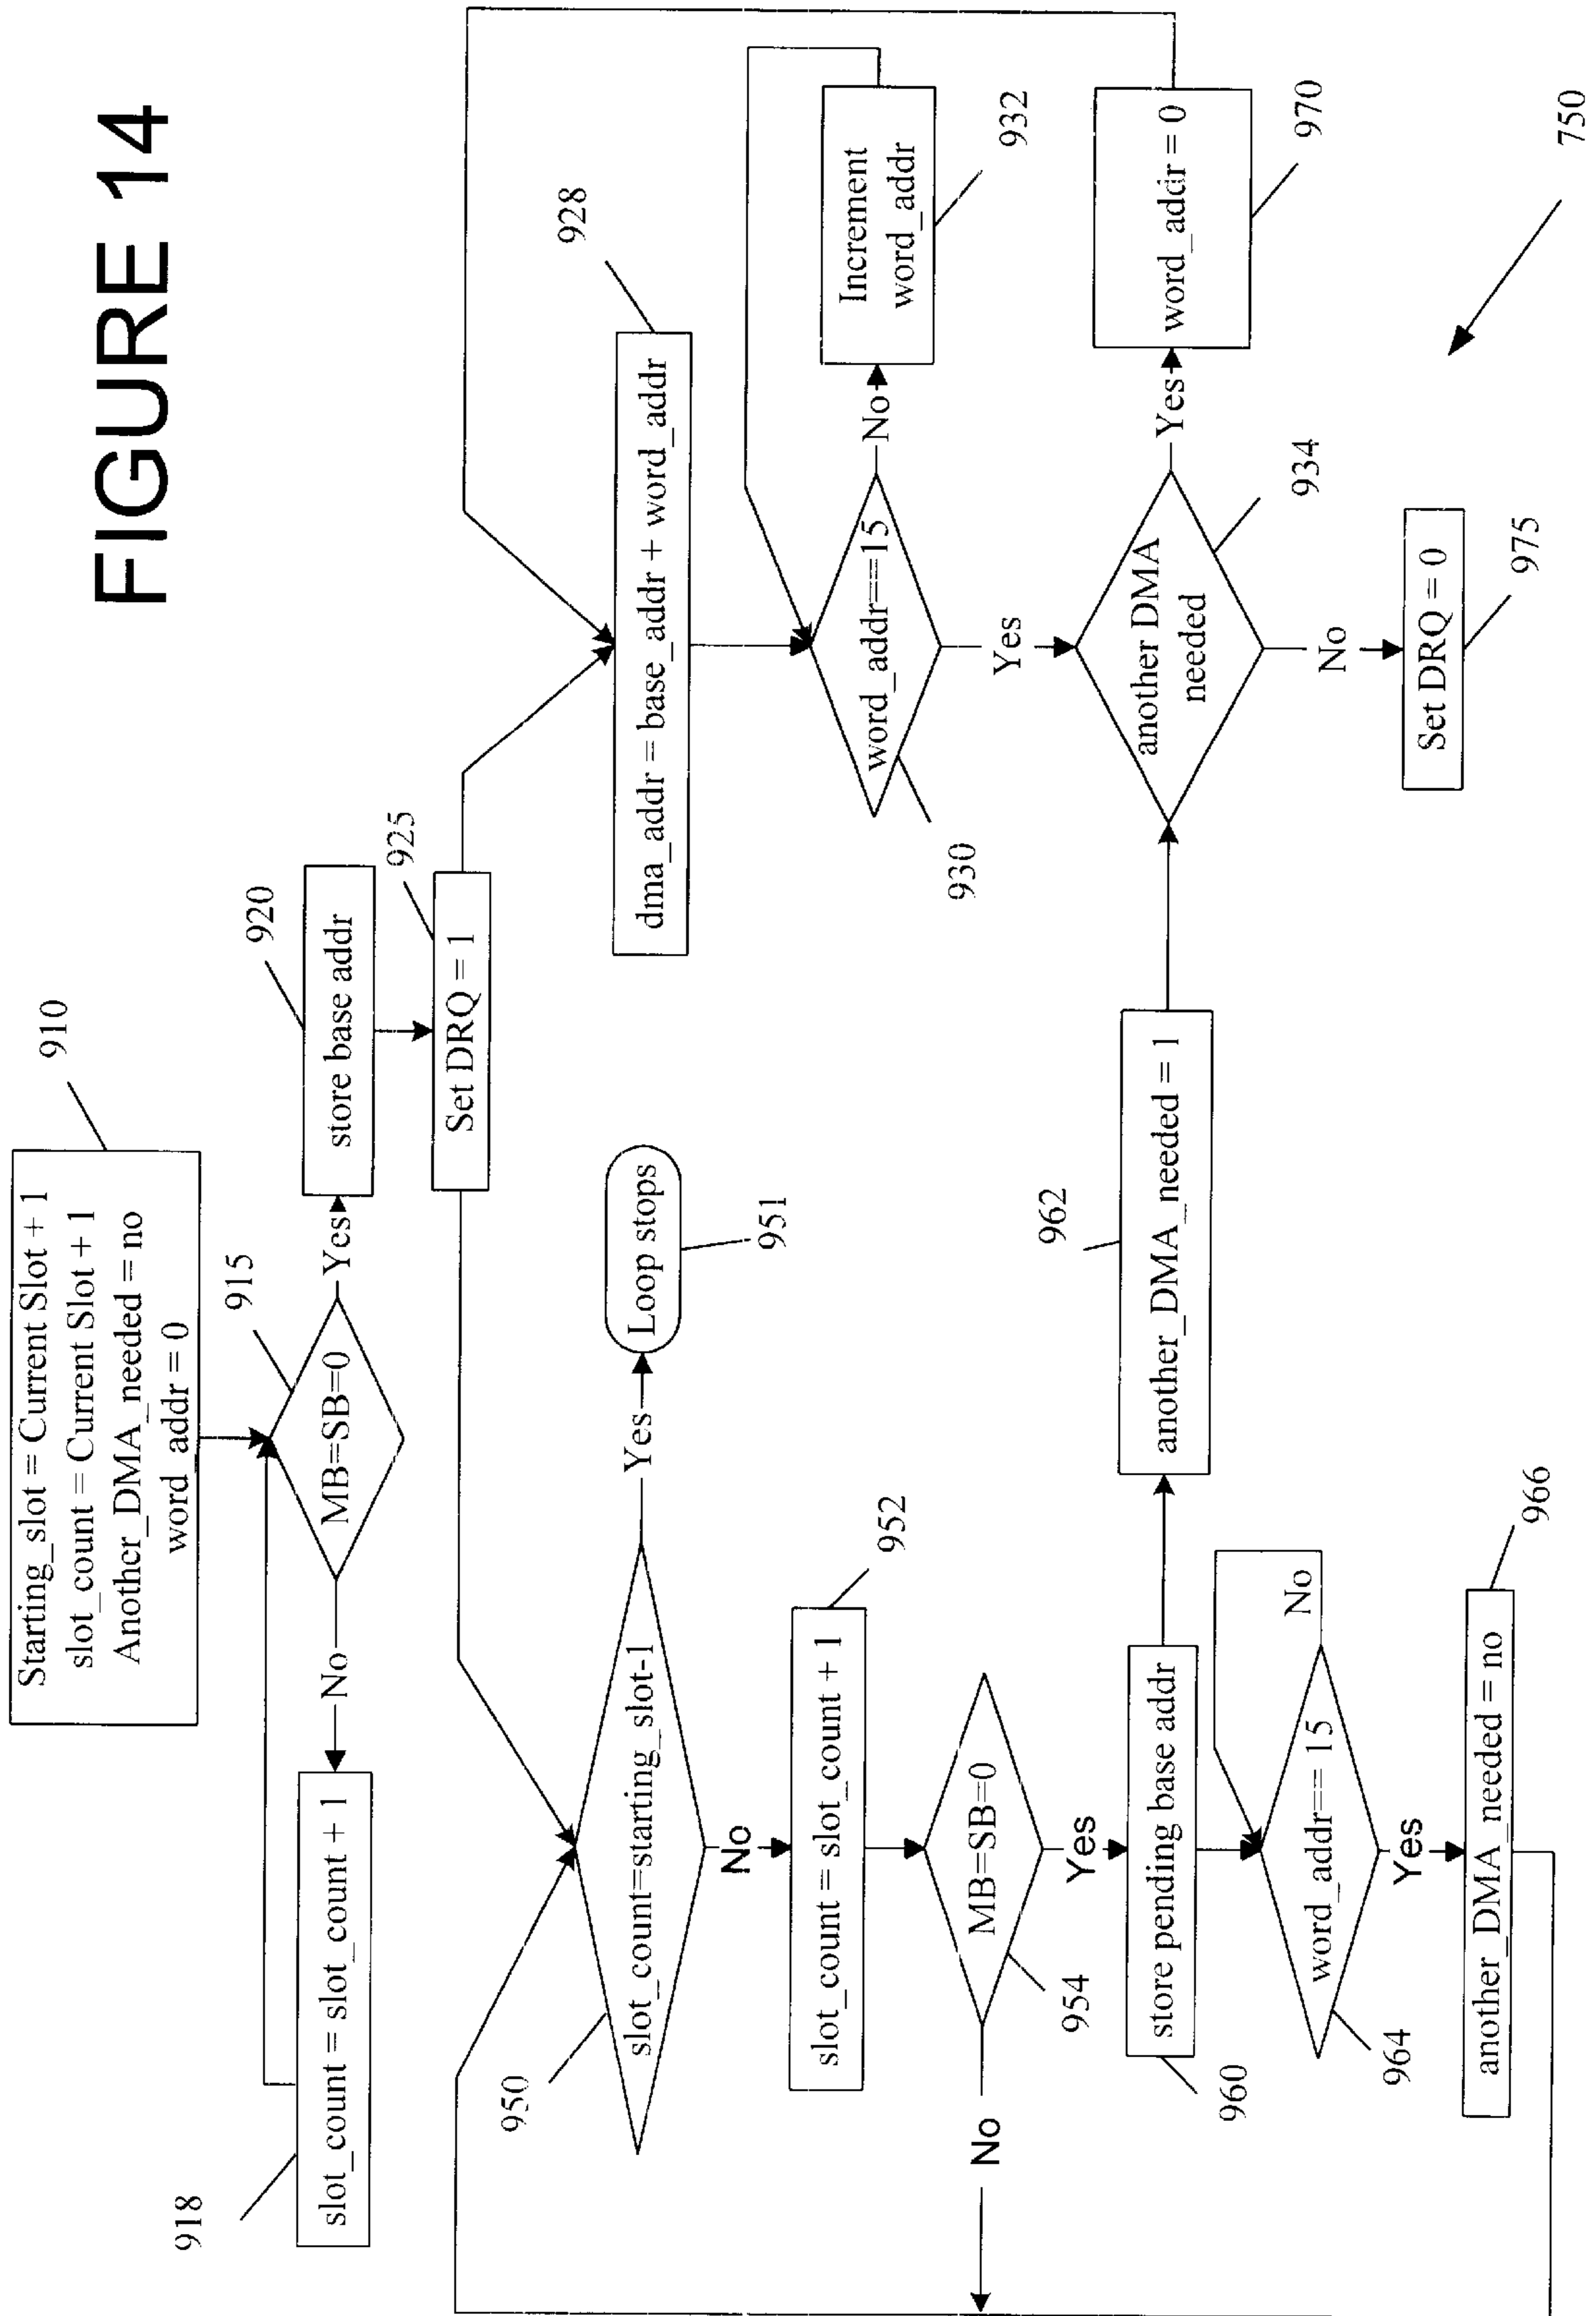 FIGURE 14
Starting_slot = Current Slot + 1
slot_count = Current Slot + 1
Another_DMA_needed = no
word_addr = 0
910
MB=SB=0
915
No
Yes
slot_count = slot_count + 1
918
store base addr
920
Set DRQ = 1
925
slot_count=starting_slot-1
950
Yes
Loop stops
951
No
slot_count = slot_count + 1
952
MB=SB=0
954
No
Yes
store pending base addr
960
another_DMA_needed = 1
962
word_addr== 15
964
No
Yes
another_DMA_needed = no
966
dma_addr = base_addr + word_addr
928
word_addr==15
930
No
Increment
word_addr
932
Yes
another DMA
needed
934
Yes
word_addr = 0
970
No
Set DRQ = 0
975
750